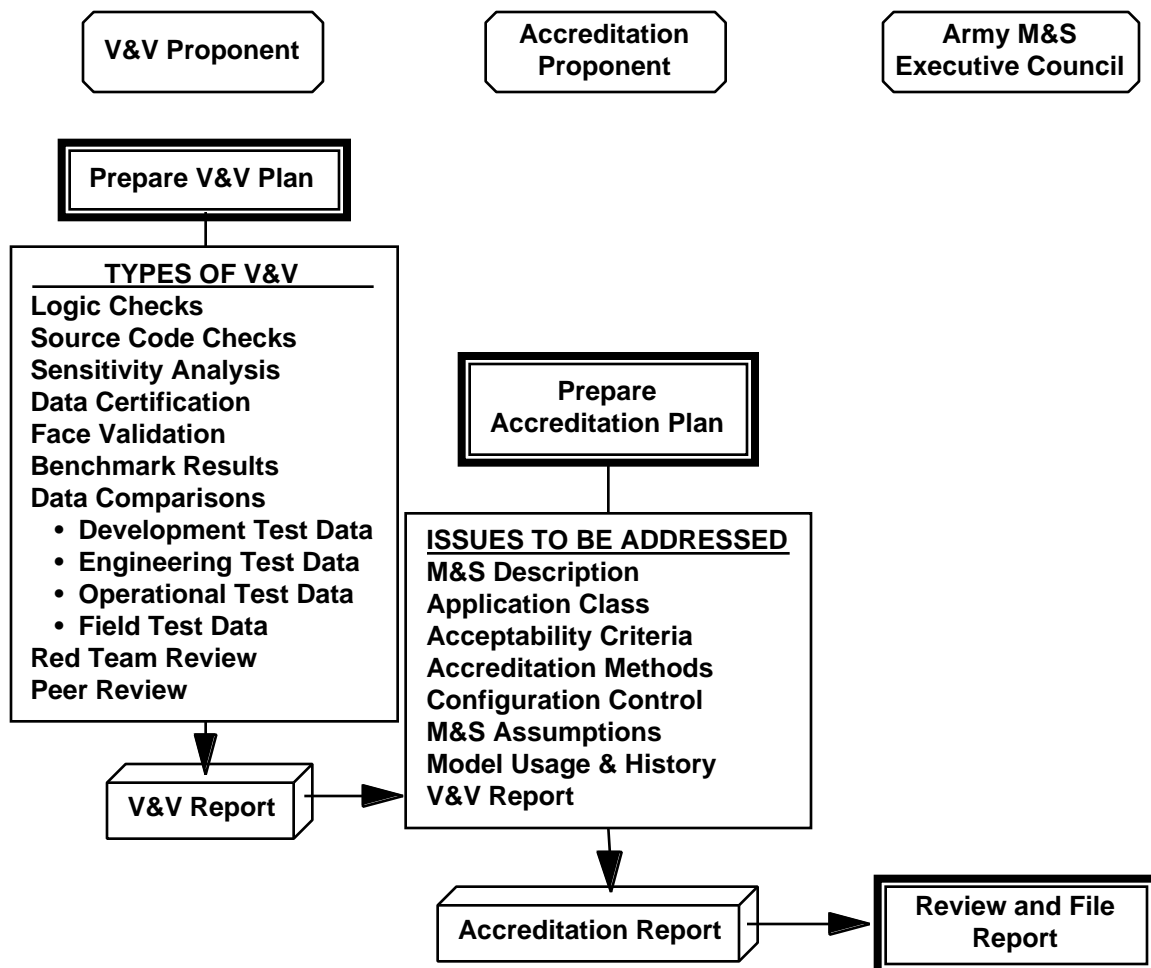 V&V Proponent
Accreditation
Proponent
Army M&S
Executive Council
Prepare V&V Plan
TYPES OF V&V
Logic Checks
Source Code Checks
Sensitivity Analysis
Data Certification
Face Validation
Benchmark Results
Data Comparisons
• Development Test Data
• Engineering Test Data
• Operational Test Data
• Field Test Data
Red Team Review
Peer Review
V&V Report
Prepare
Accreditation Plan
ISSUES TO BE ADDRESSED
M&S Description
Application Class
Acceptability Criteria
Accreditation Methods
Configuration Control
M&S Assumptions
Model Usage & History
V&V Report
Accreditation Report
Review and File
Report